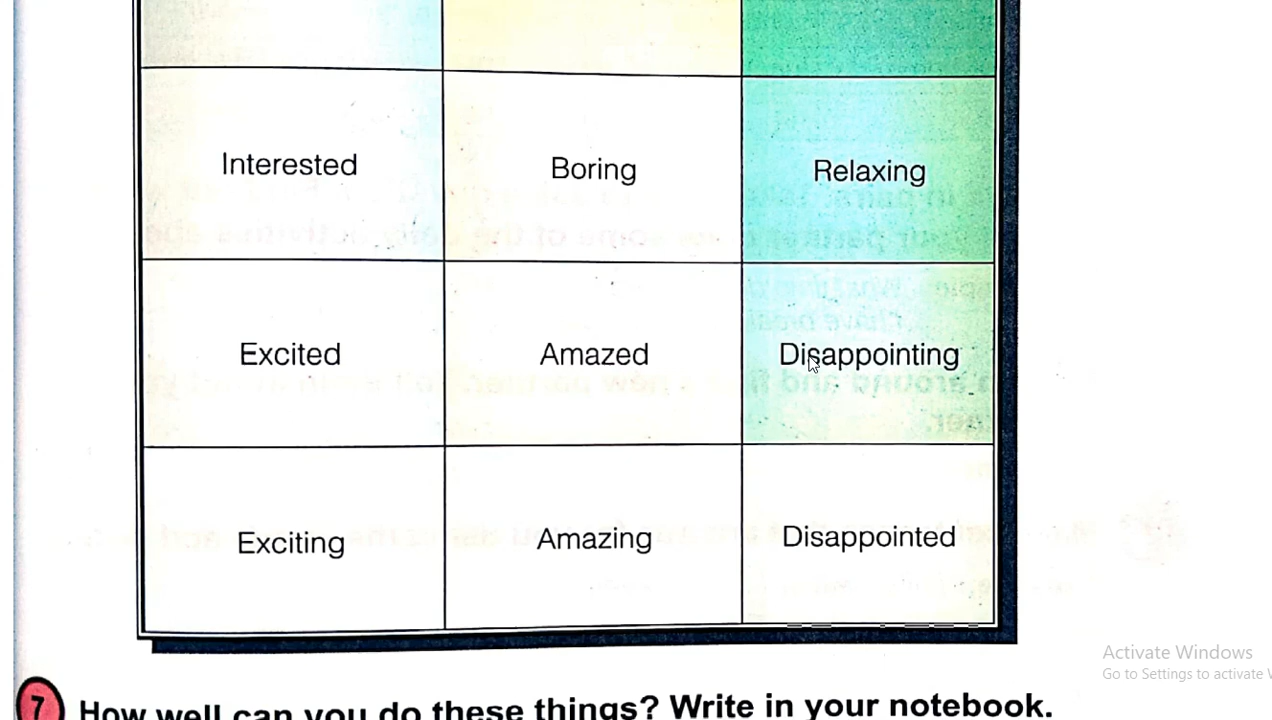 Interested Boring Relaxing
Excited Amazed Disappointing
Exciting Amazing Disappointed
Activate Windows
Go to Settings to activate
7 How well can you do these things? Write in your notebook.